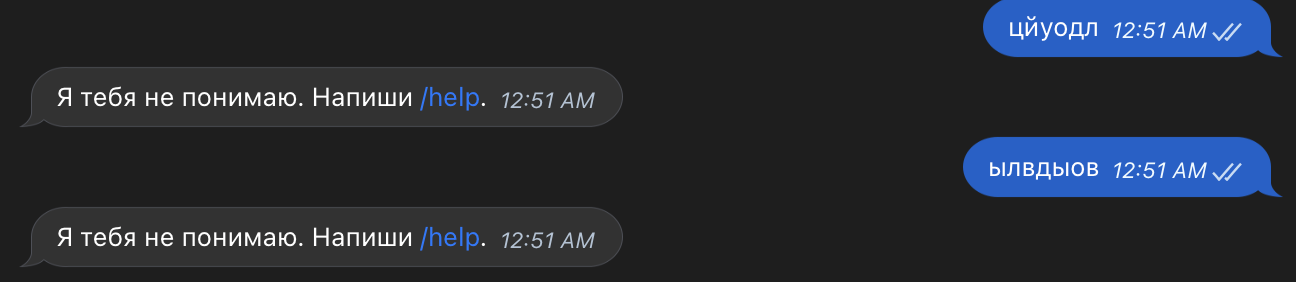 цйуодл 12:51 AM
Я тебя не понимаю. Напиши /help. 12:51 AM
ылвдыов 12:51 AM
Я тебя не понимаю. Напиши /help. 12:51 AM